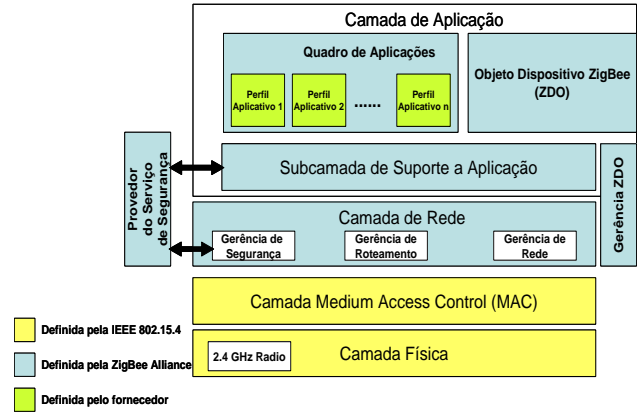 Camada de Aplicação
Quadro de Aplicações
Perfil
Aplicativo 1
Perfil
Aplicativo 2
......
Perfil
Aplicativo n
Objeto Dispositivo ZigBee
(ZDO)
Provedor
do Serviço
de Segurança
Subcamada de Suporte a Aplicação
Gerência ZDO
Camada de Rede
Gerência de
Segurança
Gerência de
Roteamento
Gerência de
Rede
Camada Medium Access Control (MAC)
2.4 GHz Radio
Camada Física
Definida pela IEEE 802.15.4
Definida pela ZigBee Alliance
Definida pelo fornecedor